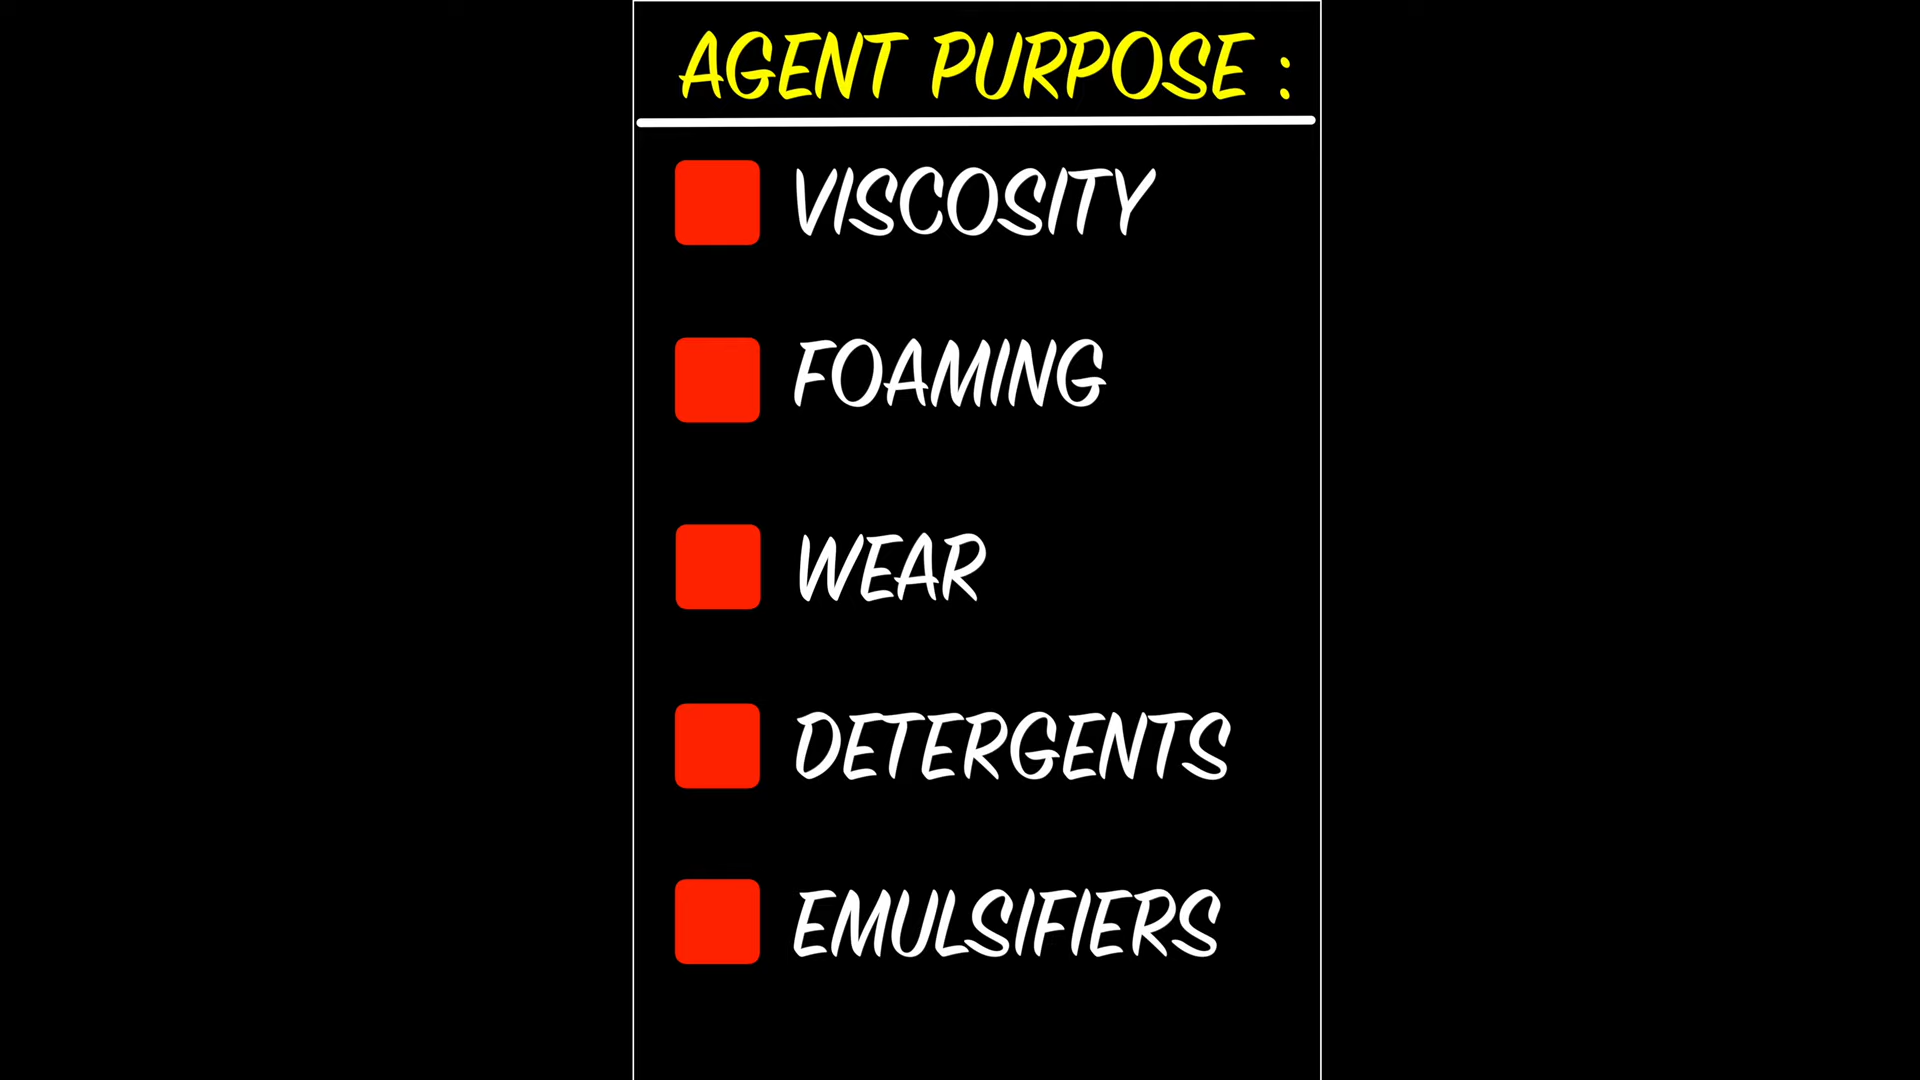 AGENT PURPOSE :
VISCOSITY
FOAMING
WEAR
DETERGENTS
EMULSIFIERS